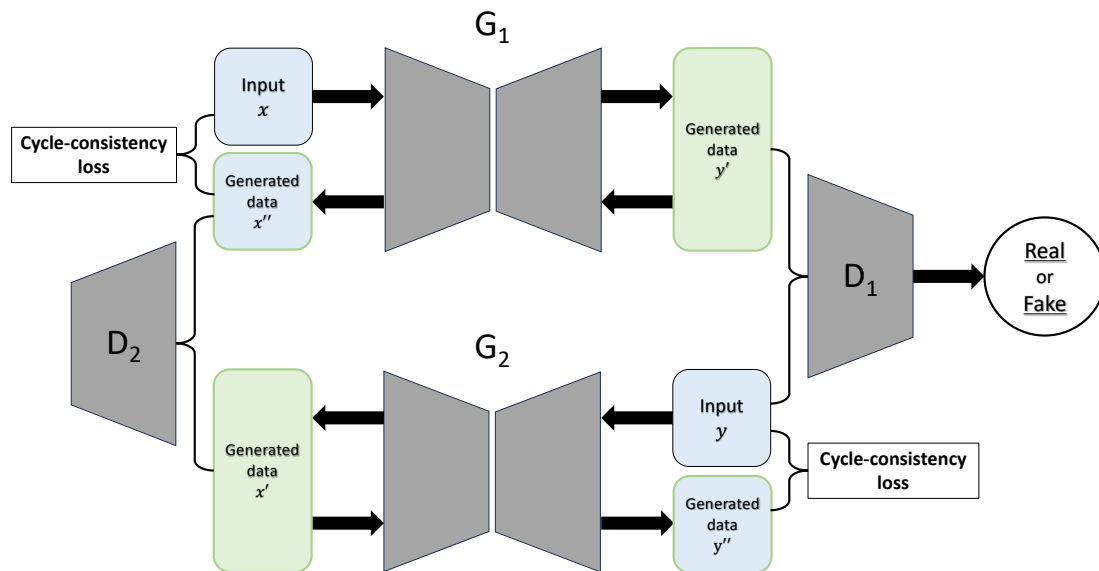 G₁
Input
x
Cycle-consistency
loss
Generated
data
y'
Generated
data
x''
Real
or
Fake
D₁
D₂
G₂
Input
y
Generated
data
x'
Cycle-consistency
loss
Generated
data
y''